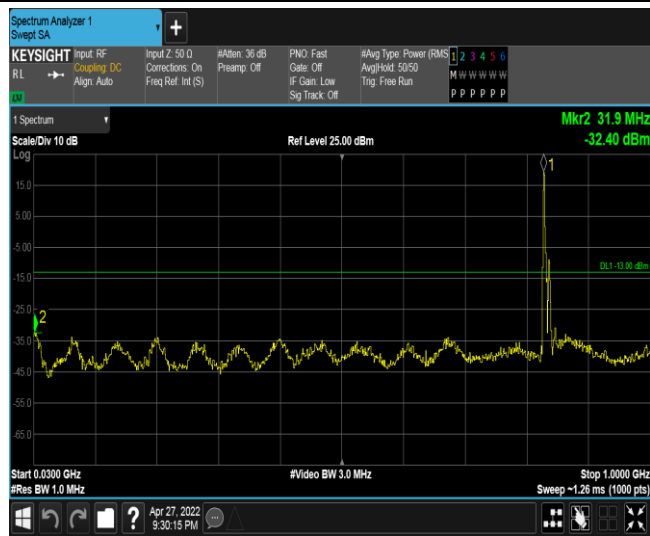 Spectrum Analyzer 1
Swept SA
KEYSIGHT
RL
Input: RF
Coupling: DC
Align: Auto
Input Z: 50 Ω
Corrections: On
Freq Ref: Int (S)
#Atten: 36 dB
Preamp: Off
PNO: Fast
Gate: Off
IF Gain: Low
Sig Track: Off
#Avg Type: Power (RMS
Avg|Hold: 50/50
Trig: Free Run
1 2 3 4 5 6
M W W W W W
P P P P P P
1 Spectrum
Mkr2 31.9 MHz
Scale/Div 10 dB
Ref Level 25.00 dBm
-32.40 dBm
Log
1
15.0
5.00
-5.00
DL1 -13.00 dBm
-15.0
-25.0
2
-35.0
-45.0
-55.0
-65.0
Start 0.0300 GHz
#Video BW 3.0 MHz
Stop 1.0000 GHz
#Res BW 1.0 MHz
Sweep ~1.26 ms (1000 pts)
?
Apr 27, 2022
9:30:15 PM